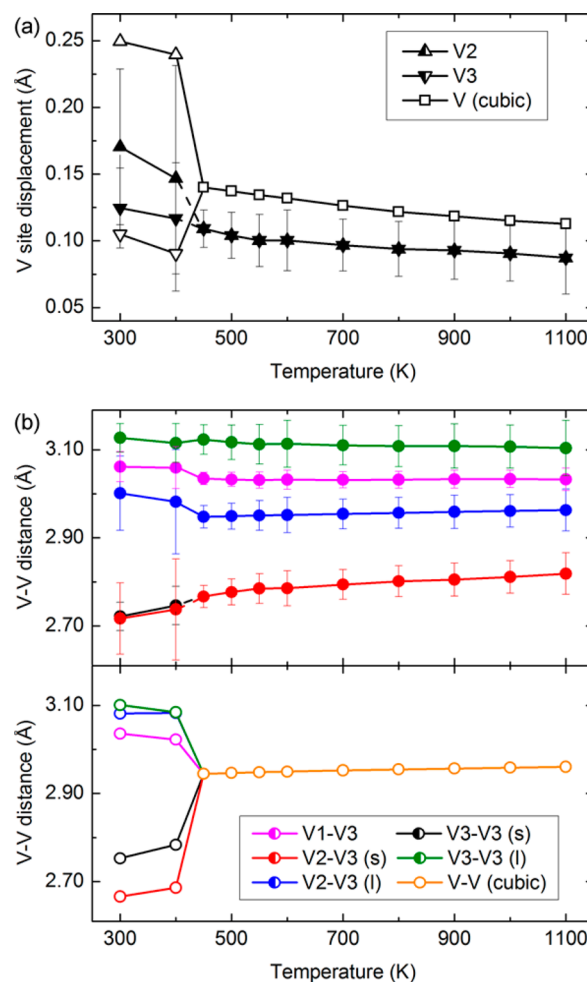 (a)
0.25
0.20
0.15
0.10
0.05
V site displacement (Å)
V2
V3
V (cubic)
300 500 700 900 1100
Temperature (K)
(b)
3.10
2.90
2.70
V-V distance (Å)
3.10
2.90
2.70
V-V distance (Å)
V1-V3 V3-V3 (s)
V2-V3 (s) V3-V3 (l)
V2-V3 (l) V-V (cubic)
300 500 700 900 1100
Temperature (K)